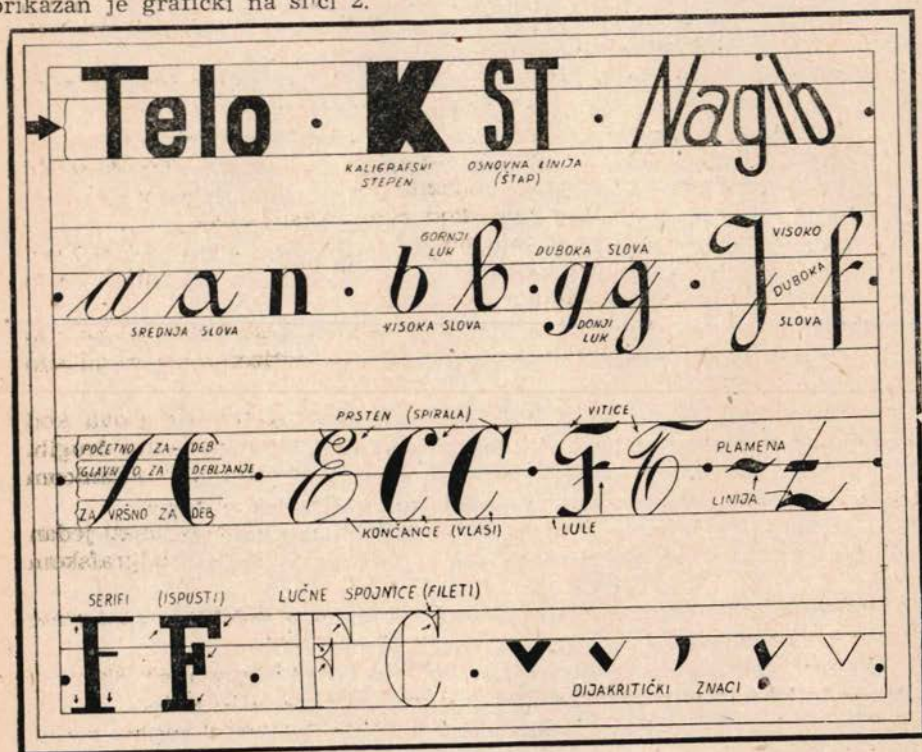 prikazan je grafički na slici 2.
Telo • K ST • Nagib
KALIGRAFSKI STEPEN
OSNOVNA LINIJA (ŠTAP)
a a n • b b • g g • J f
GORNJI LUK
DUBOKA SLOVA
VISOKO DUBOKA SLOVA
SREDNJA SLOVA
VISOKA SLOVA
DONJI LUK
PRSTEN (SPIRALA)
VITICE
POČETNO ZA- DEB
GLAVNO ZA DEBLJANJE
ZAVRŠNO ZA DEB
E C C • F T
PLAMENA LINIJA
KONČANCE (VLASI)
LULE
SERIFI (ISPUSTI)
LUČNE SPOJNICE (FILETI)
F F • F C
DIJAKRITIČKI ZNACI